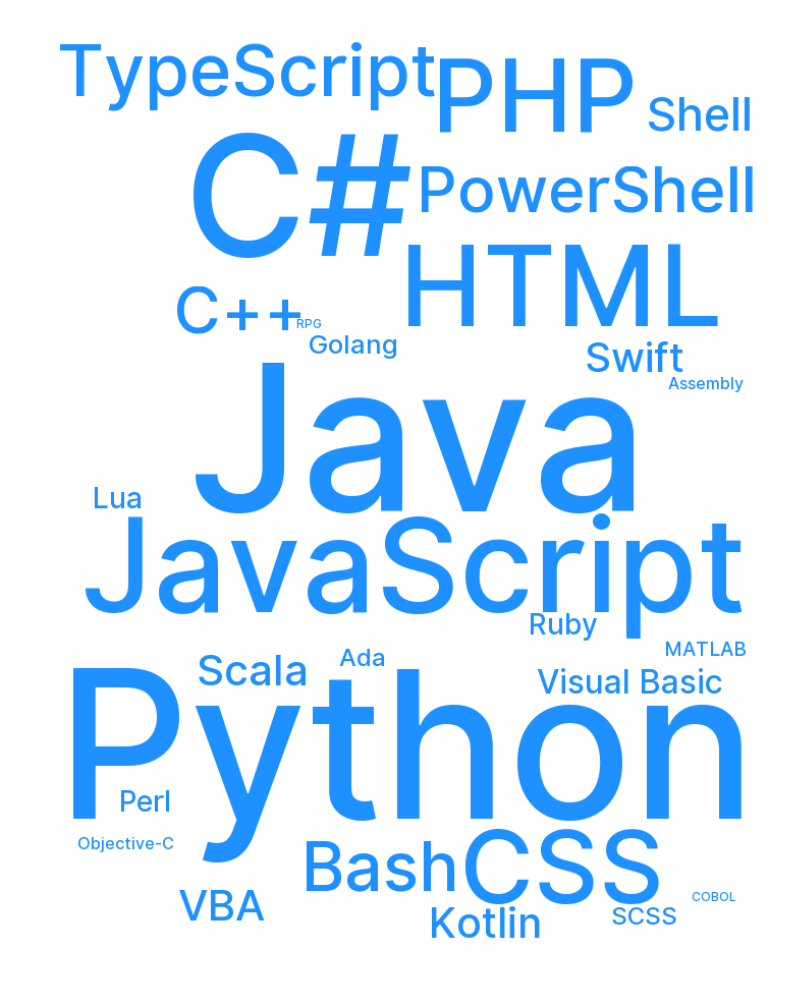 TypeScript
PHP
Shell
C#
PowerShell
HTML
C++
RPG
Golang
Swift
Assembly
Java
Lua
JavaScript
Ruby
MATLAB
Scala
Ada
Visual Basic
Python
Perl
Objective-C
Bash
CSS
VBA
Kotlin
SCSS
COBOL